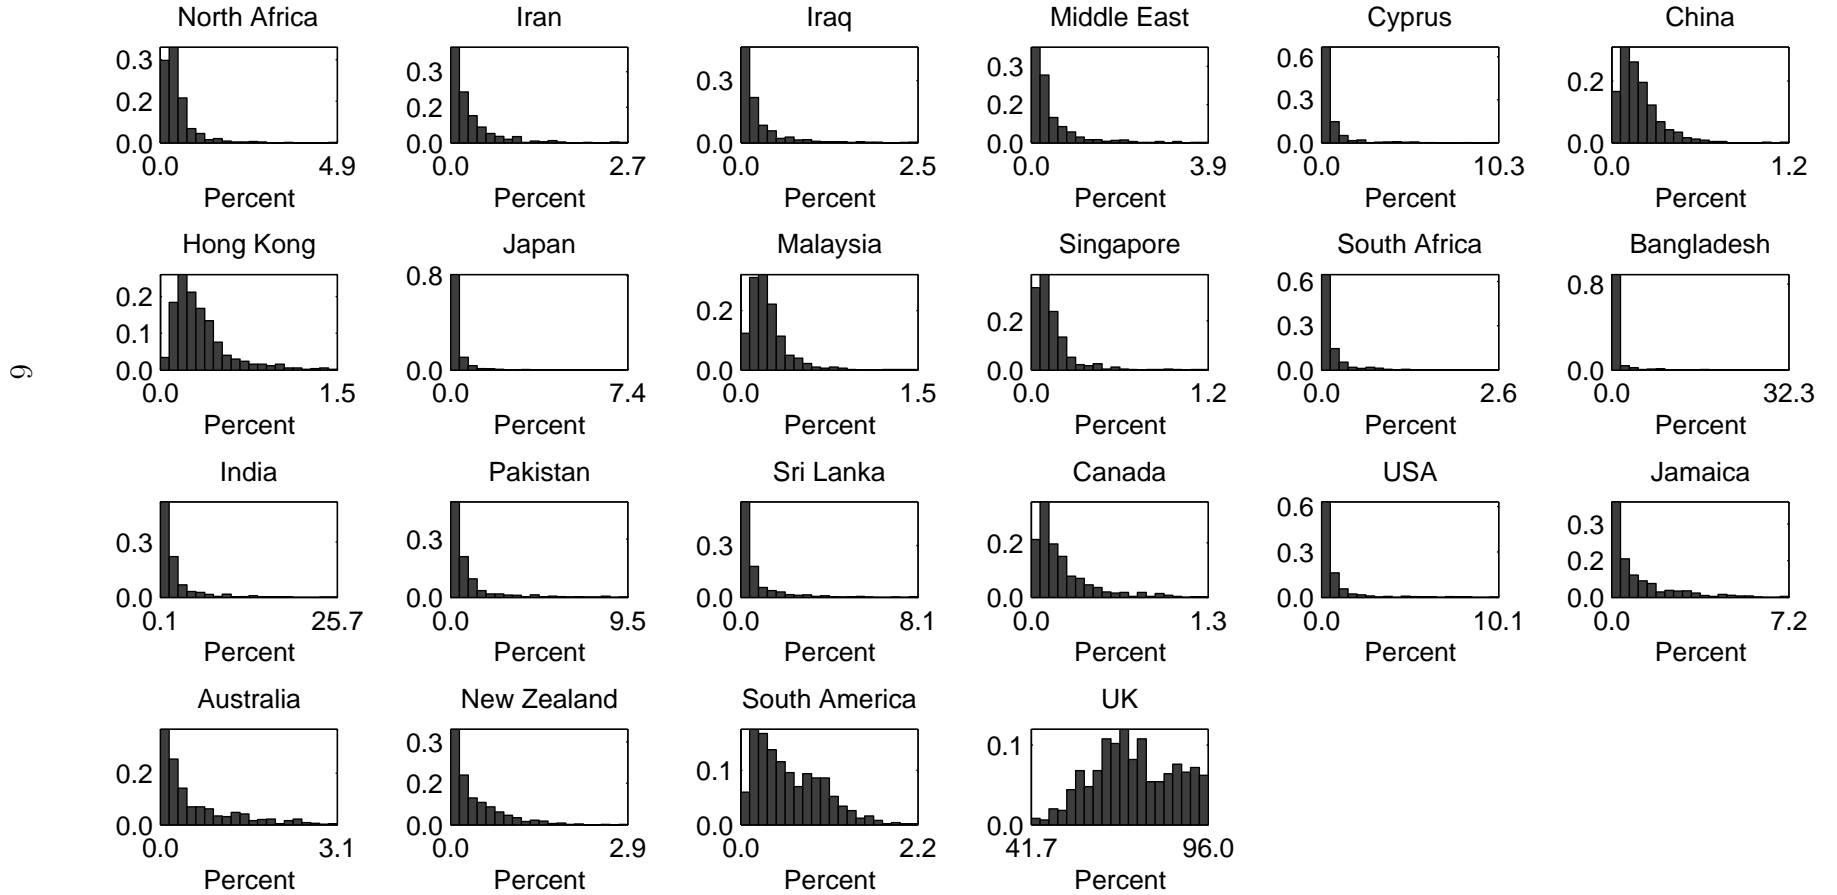 North Africa Iran Iraq Middle East Cyprus China
0.3 0.3 0.3 0.3 0.6 0.2
0.2 0.2 0.2 0.3
0.0 0.0 0.0 0.0 0.0 0.0
0.0 4.9 0.0 2.7 0.0 2.5 0.0 3.9 0.0 10.3 0.0 1.2
Percent Percent Percent Percent Percent Percent
Hong Kong Japan Malaysia Singapore South Africa Bangladesh
0.2 0.8 0.2 0.2 0.6 0.8
0.1 0.3
0.0 0.0 0.0 0.0 0.0 0.0
0.0 1.5 0.0 7.4 0.0 1.5 0.0 1.2 0.0 2.6 0.0 32.3
Percent Percent Percent Percent Percent Percent
9
India Pakistan Sri Lanka Canada USA Jamaica
0.3 0.3 0.3 0.2 0.6 0.3
0.3 0.2
0.0 0.0 0.0 0.0 0.0 0.0
0.1 25.7 0.0 9.5 0.0 8.1 0.0 1.3 0.0 10.1 0.0 7.2
Percent Percent Percent Percent Percent Percent
Australia New Zealand South America UK
0.2 0.3 0.1 0.1
0.2
0.0 0.0 0.0 0.0
0.0 3.1 0.0 2.9 0.0 2.2 41.7 96.0
Percent Percent Percent Percent